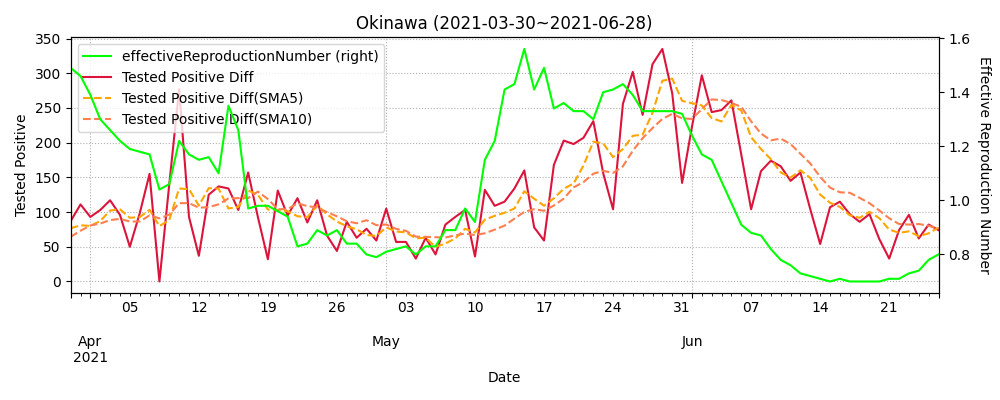 Okinawa (2021-03-30~2021-06-28)
effectiveReproductionNumber (right)
Tested Positive Diff
Tested Positive Diff(SMA5)
Tested Positive Diff(SMA10)
Tested Positive
350
300
250
200
150
100
50
0
1.6
1.4
1.2
1.0
0.8
Effective Reproduction Number
05 12 19 26 03 10 17 24 31 07 14 21
Apr May Jun
2021
Date